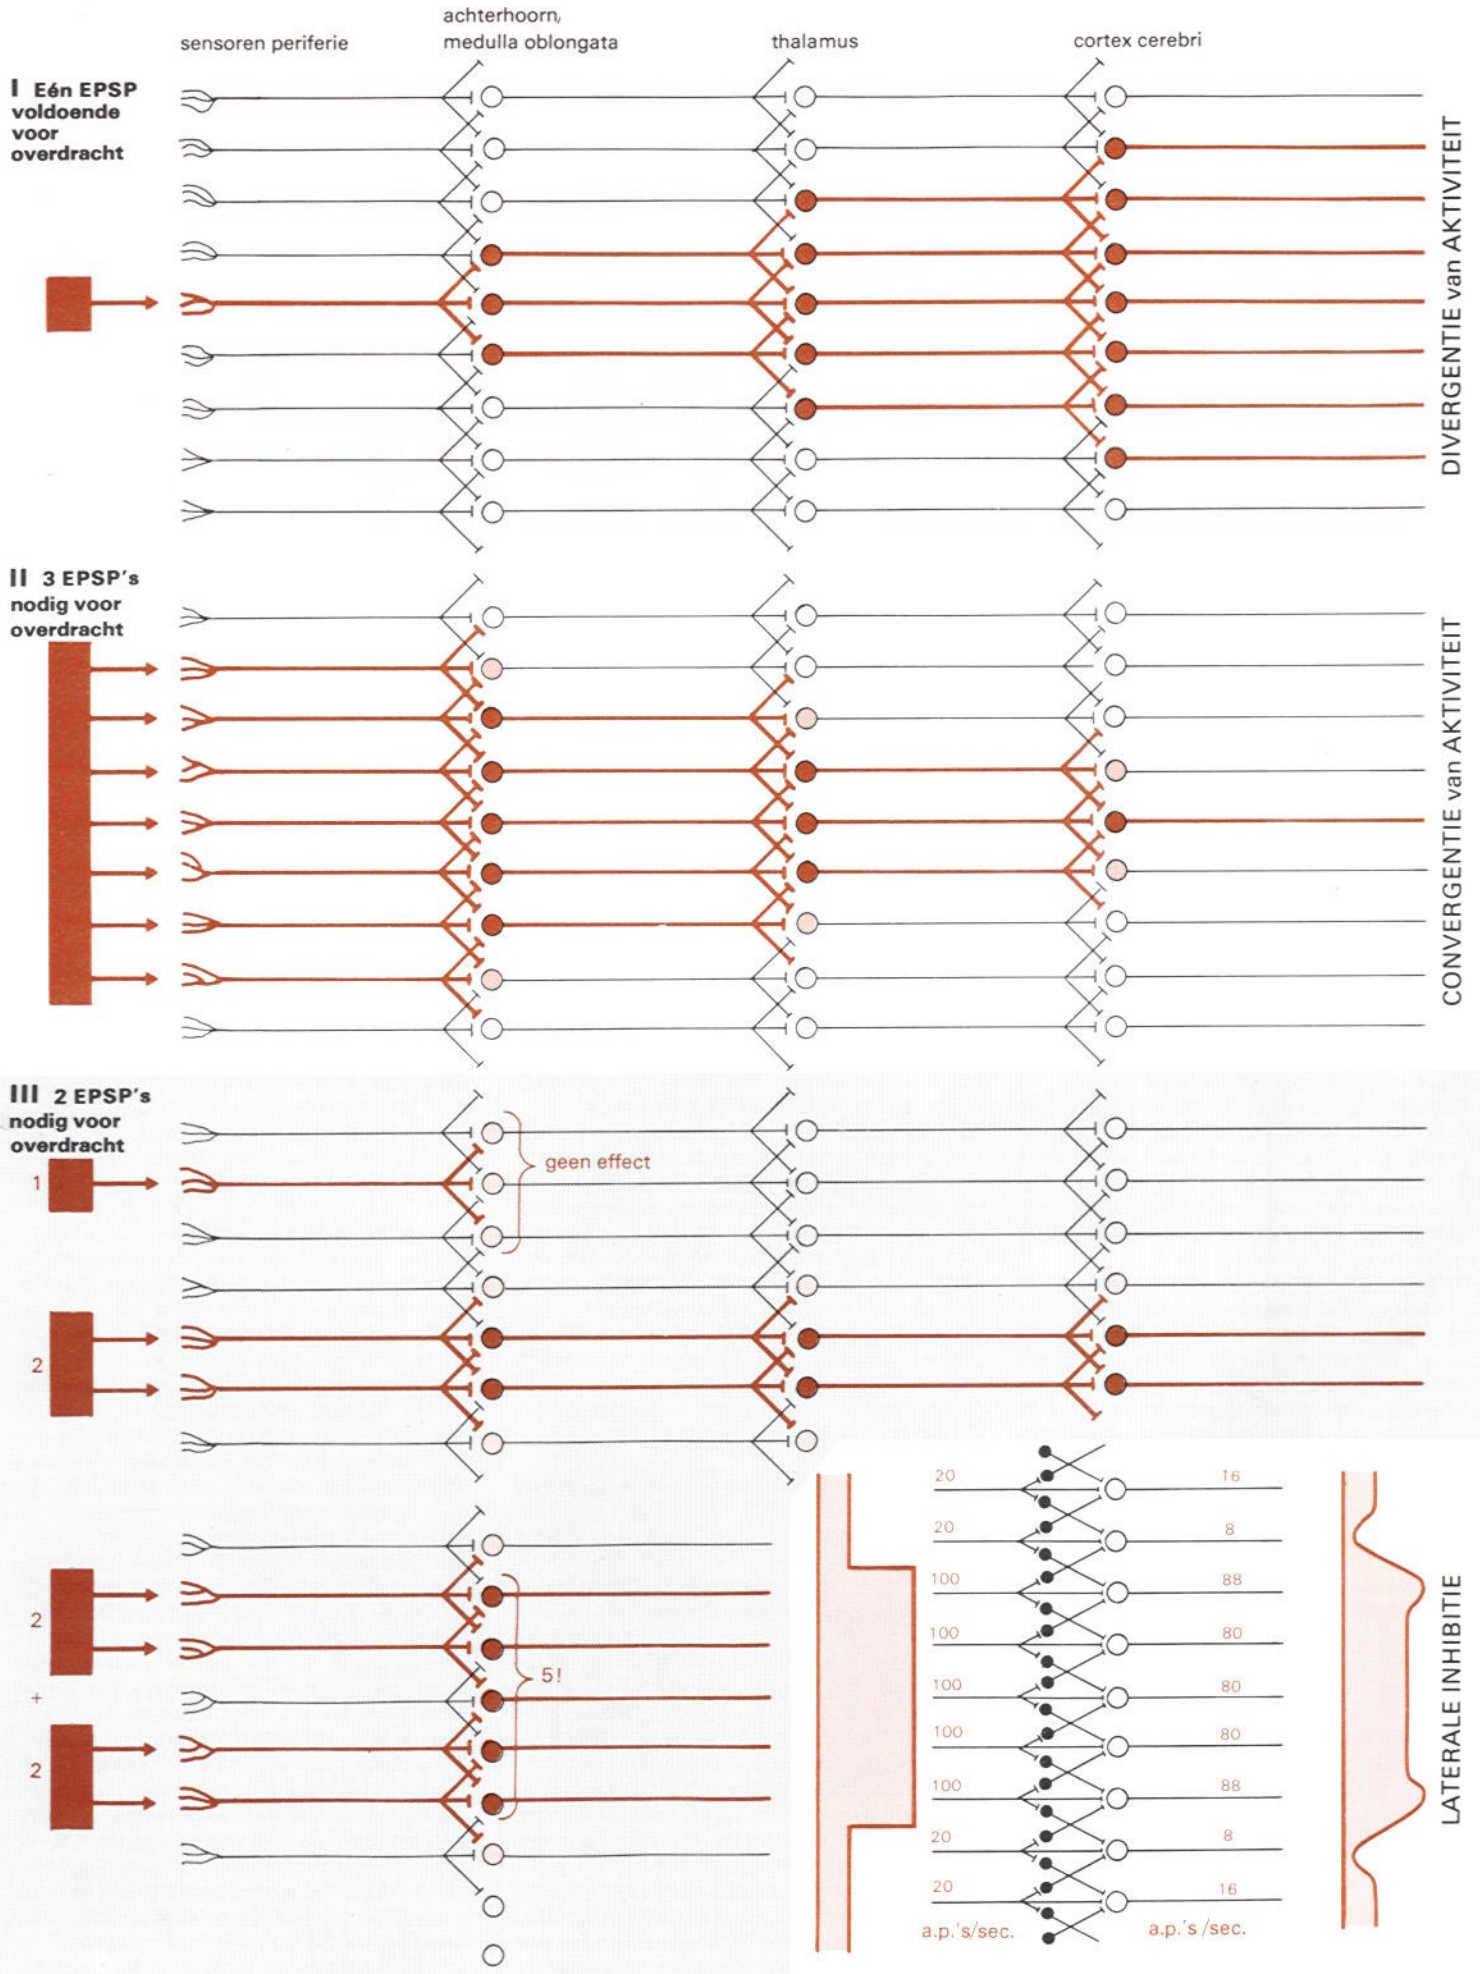 achterhoorn,
sensoren periferie medulla oblongata thalamus cortex cerebri
I Eén EPSP
voldoende
voor
overdracht
DIVERGENTIE van AKTIVITEIT
II 3 EPSP's
nodig voor
overdracht
CONVERGENTIE van AKTIVITEIT
III 2 EPSP's
nodig voor
overdracht
1
geen effect
2
2
5!
+
2
20 16
20 8
100 88
100 80
100 80
100 80
100 88
20 8
20 16
a.p.'s/sec. a.p.'s/sec.
LATERALE INHIBITIE